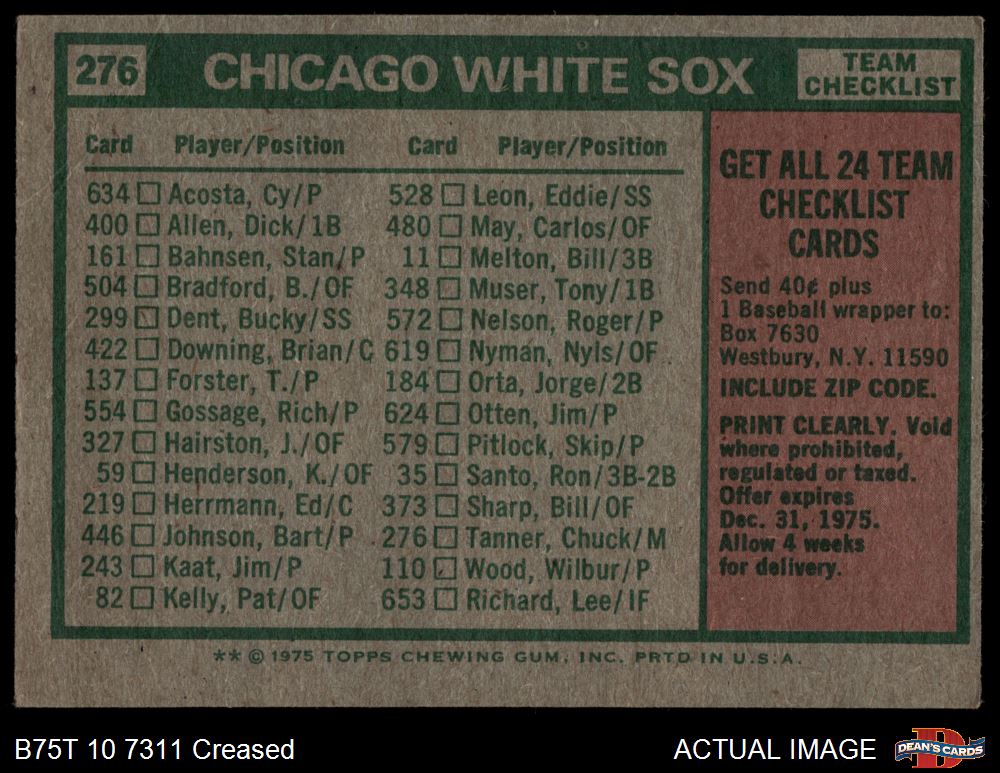 276 CHICAGO WHITE SOX TEAM CHECKLIST
Card Player/Position Card Player/Position
634 Acosta, Cy/P 528 Leon, Eddie/SS
400 Allen, Dick/1B 480 May, Carlos/OF
161 Bahnsen, Stan/P 11 Melton, Bill/3B
504 Bradford, B./OF 348 Muser, Tony/1B
299 Dent, Bucky/SS 572 Nelson, Roger/P
422 Downing, Brian/C 619 Nyman, Nyls/OF
137 Forster, T./P 184 Orta, Jorge/2B
554 Gossage, Rich/P 624 Otten, Jim/P
327 Hairston, J./OF 579 Pitlock, Skip/P
59 Henderson, K./OF 35 Santo, Ron/3B-2B
219 Herrmann, Ed/C 373 Sharp, Bill/OF
446 Johnson, Bart/P 276 Tanner, Chuck/M
243 Kaat, Jim/P 110 Wood, Wilbur/P
82 Kelly, Pat/OF 653 Richard, Lee/IF
GET ALL 24 TEAM
CHECKLIST
CARDS
Send 40¢ plus
1 Baseball wrapper to:
Box 7630
Westbury, N.Y. 11590
INCLUDE ZIP CODE.
PRINT CLEARLY. Void
where prohibited,
regulated or taxed.
Offer expires
Dec. 31, 1975.
Allow 4 weeks
for delivery.
** © 1975 TOPPS CHEWING GUM, INC. PRTD IN U.S.A.
B75T 10 7311 Creased ACTUAL IMAGE DEAN'S CARDS